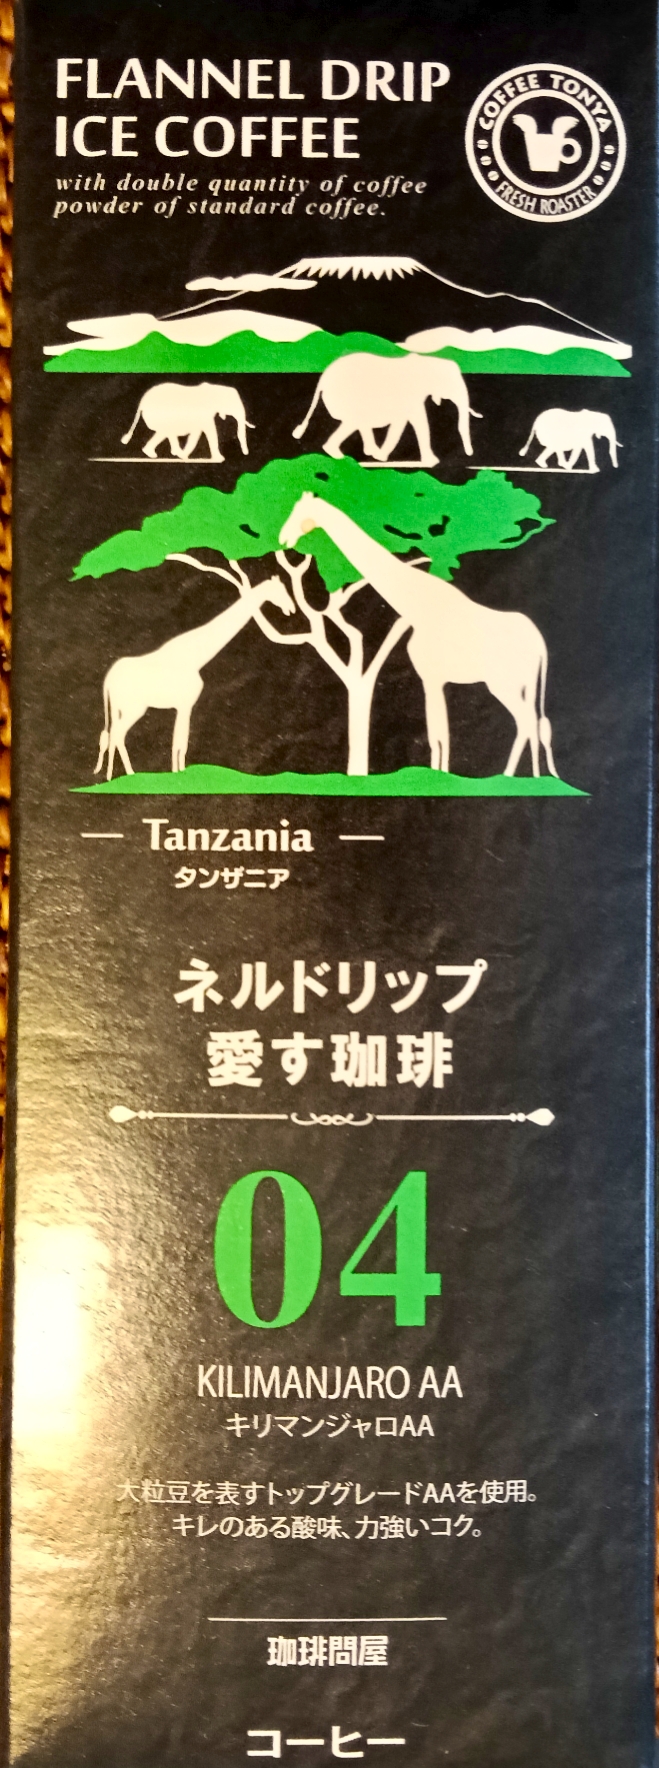 FLANNEL DRIP
ICE COFFEE
with double quantity of coffee
powder of standard coffee.
COFFEE TONYA
FRESH ROASTER
Tanzania
タンザニア
ネルドリップ
愛す珈琲
04
KILIMANJARO AA
キリマンジャロAA
大粒豆を表すトップグレードAAを使用。
キレのある酸味、力強いコク。
珈琲問屋
コーヒー